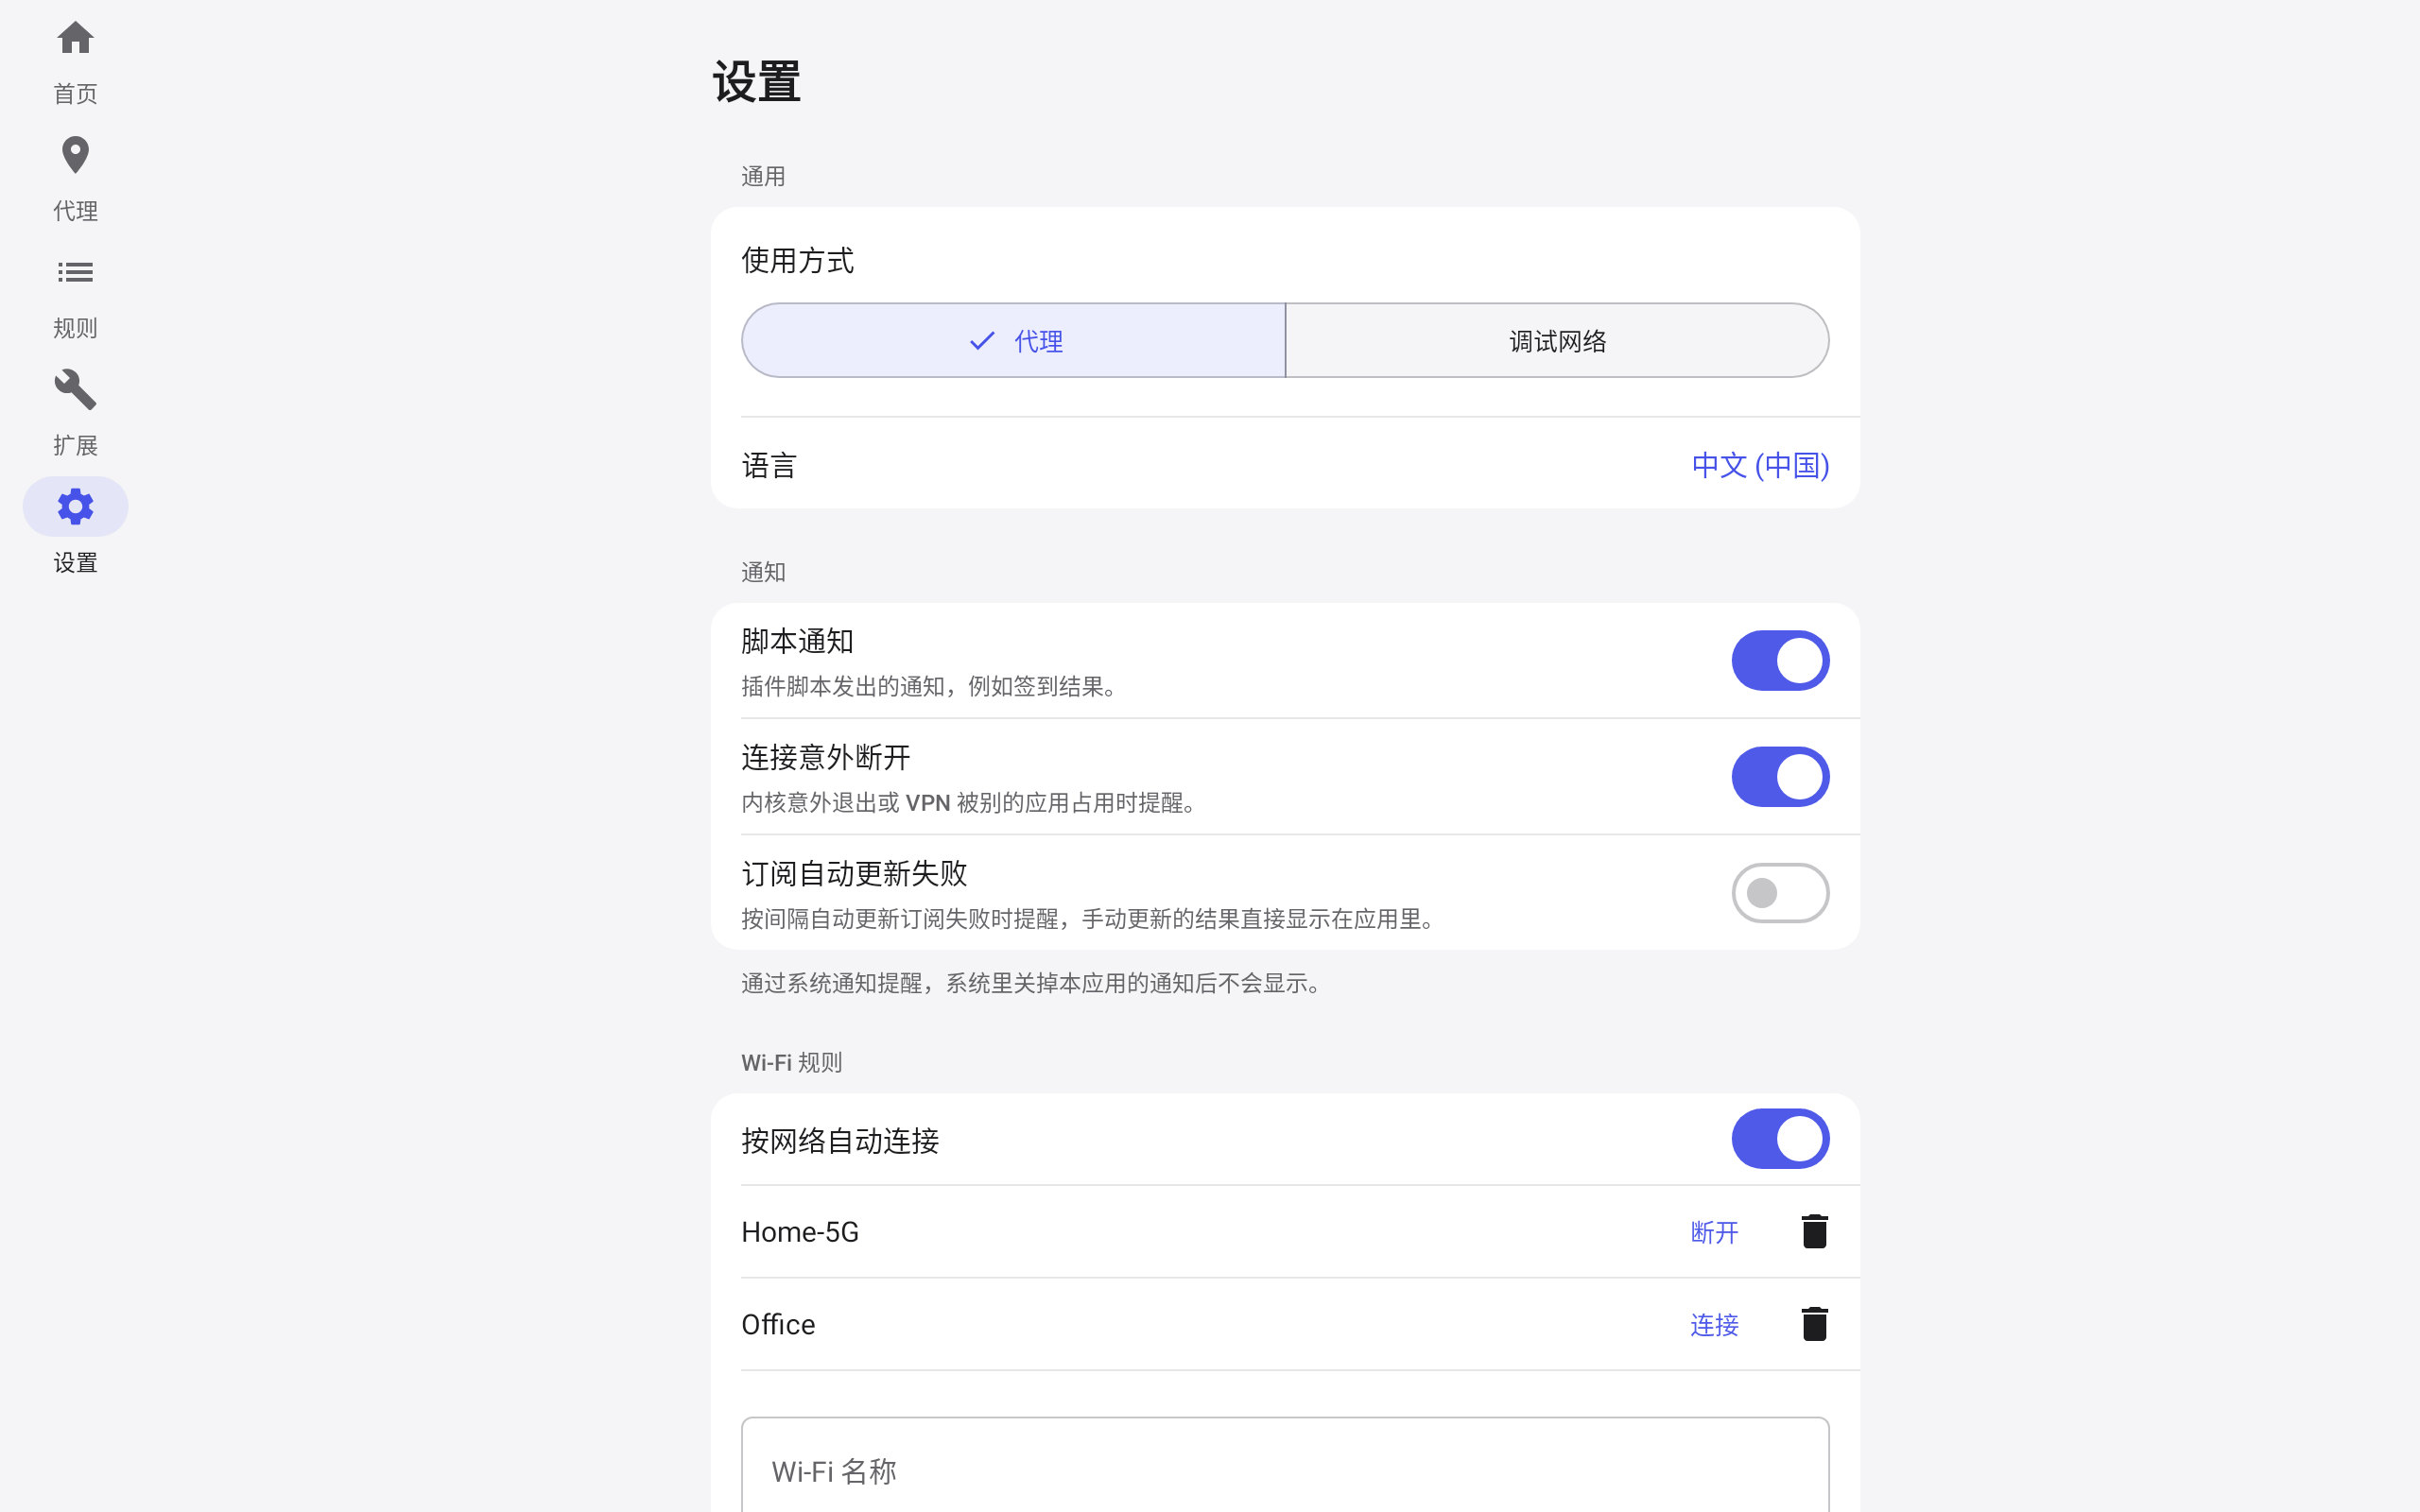 首页
代理
规则
扩展
设置
设置
通用
使用方式
代理
调试网络
语言
中文 (中国)
通知
脚本通知
插件脚本发出的通知，例如签到结果。
连接意外断开
内核意外退出或 VPN 被别的应用占用时提醒。
订阅自动更新失败
按间隔自动更新订阅失败时提醒，手动更新的结果直接显示在应用里。
通过系统通知提醒，系统里关掉本应用的通知后不会显示。
Wi-Fi 规则
按网络自动连接
Home-5G
断开
Office
连接
Wi-Fi 名称